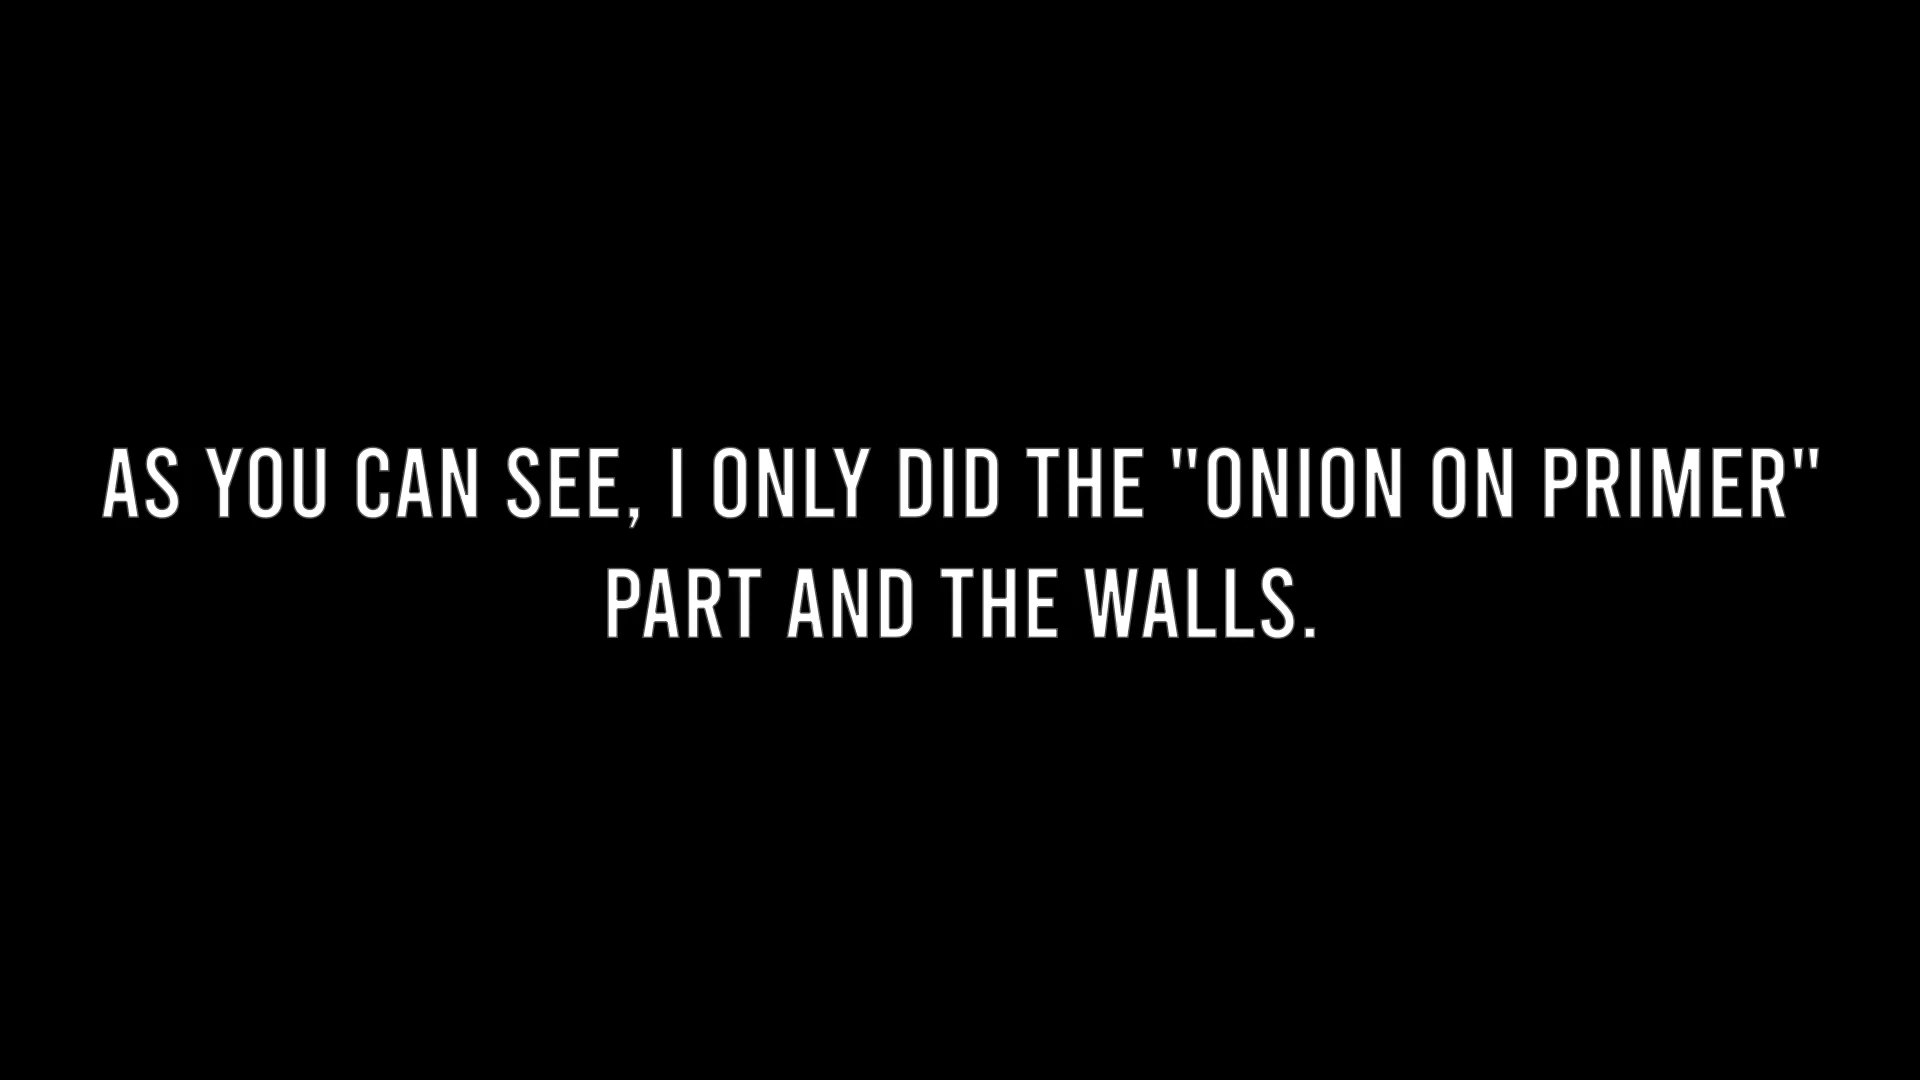 AS YOU CAN SEE, I ONLY DID THE "ONION ON PRIMER"
PART AND THE WALLS.